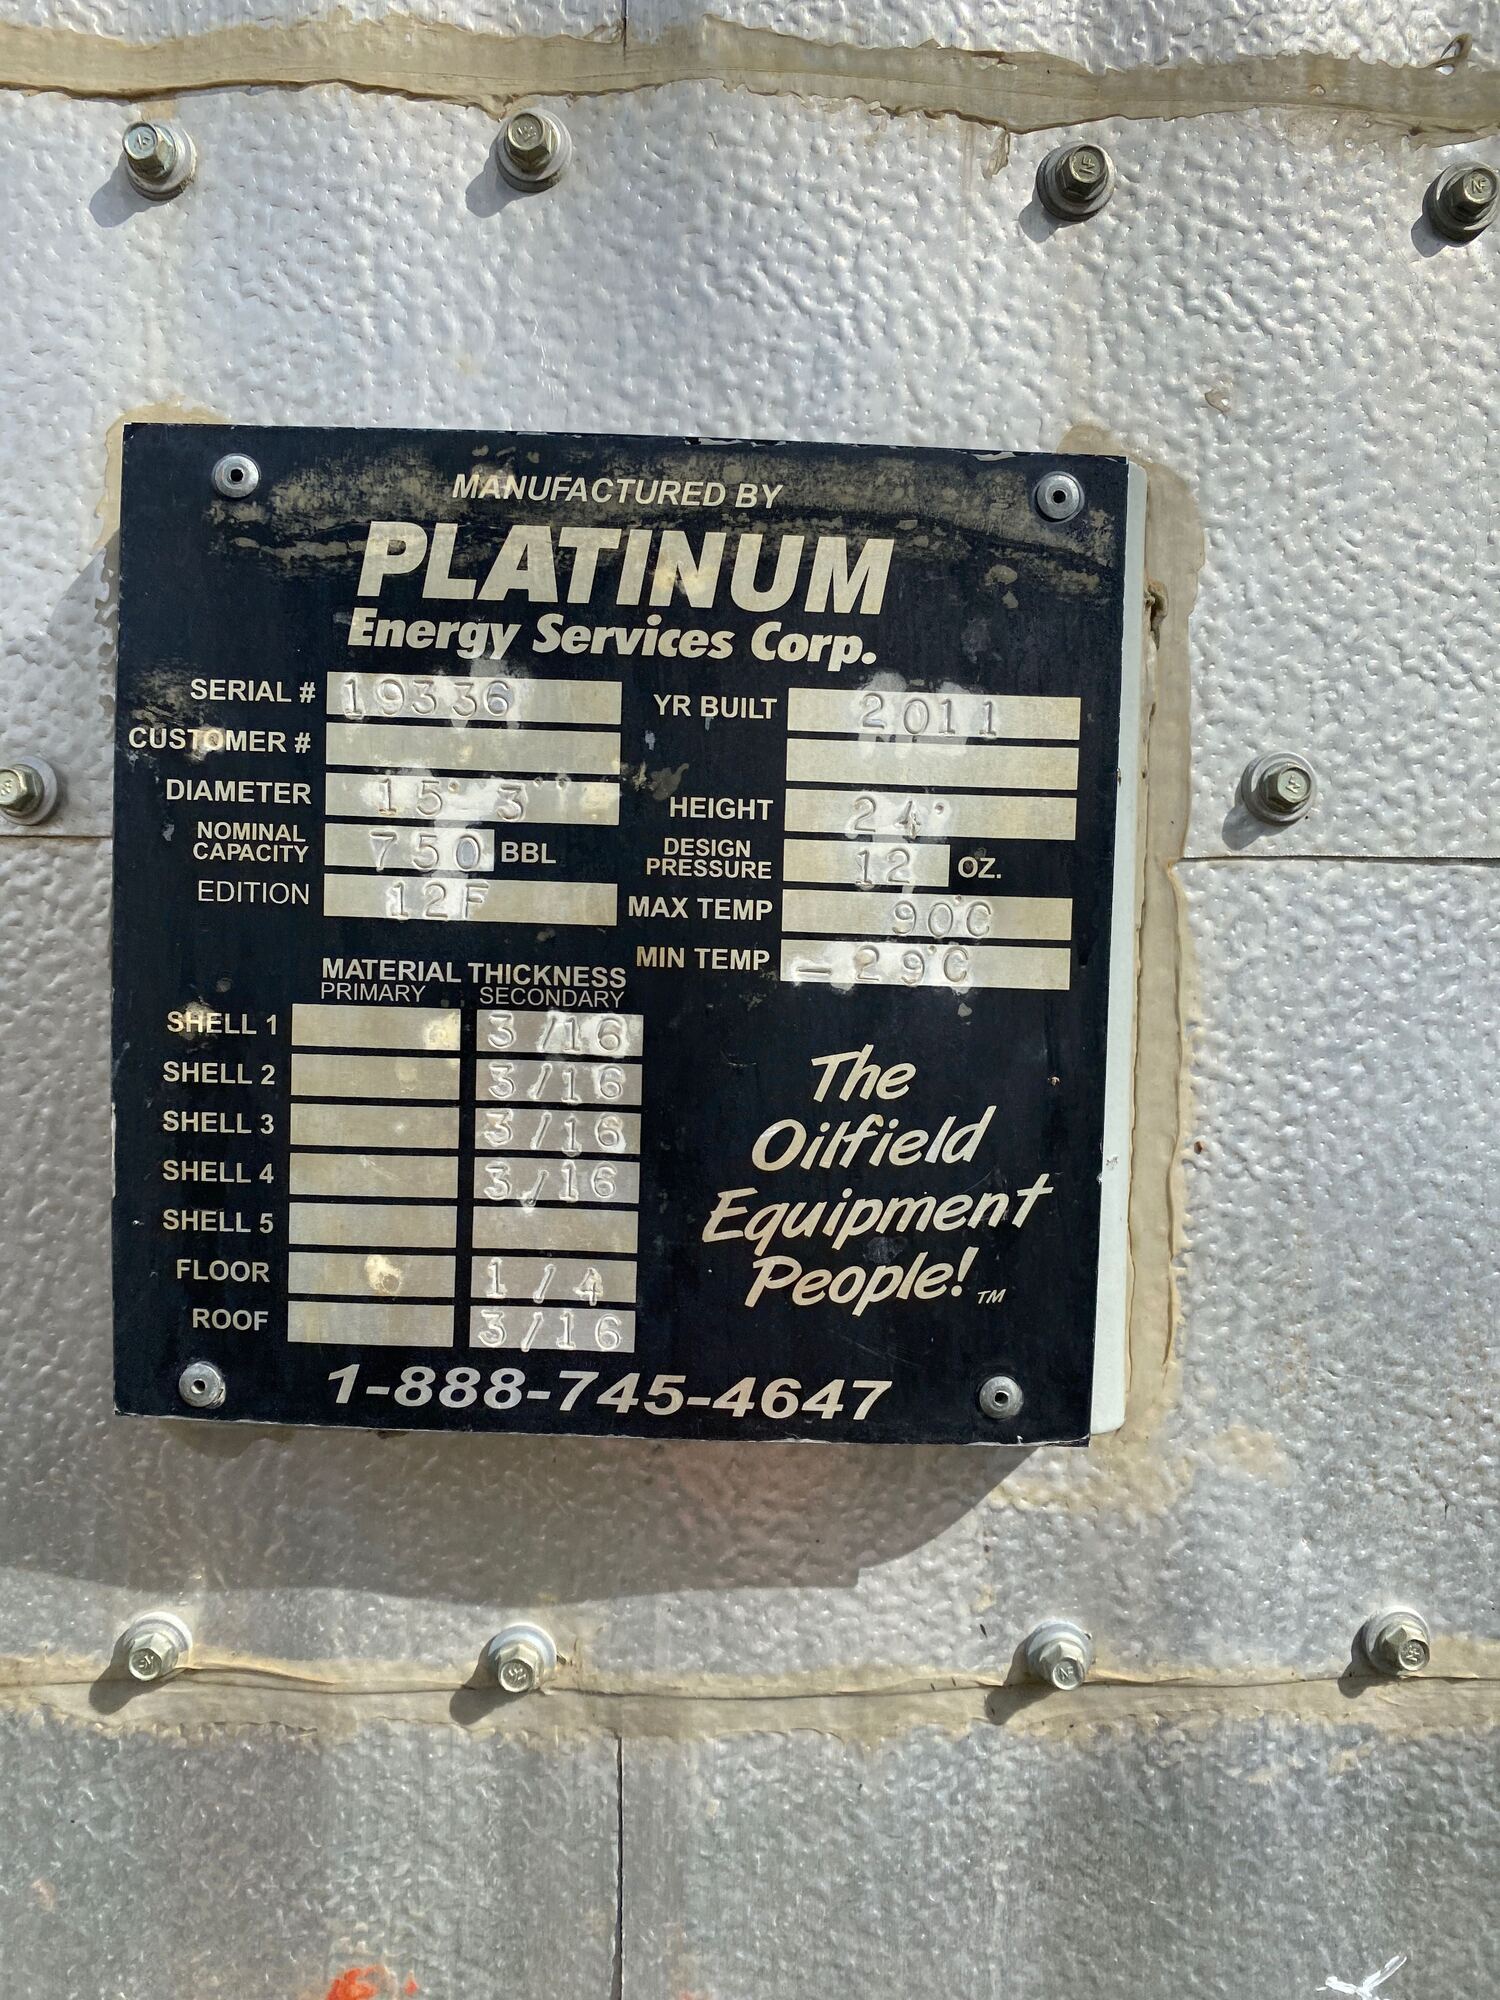 MANUFACTURED BY
PLATINUM
Energy Services Corp.
SERIAL # 19336 YR BUILT 2011
CUSTOMER #
DIAMETER 15' 3" HEIGHT 24'
NOMINAL CAPACITY 750 BBL DESIGN PRESSURE 12 OZ.
EDITION 12F MAX TEMP 90°C
MIN TEMP -29°C
MATERIAL THICKNESS
PRIMARY SECONDARY
SHELL 1 3/16
SHELL 2 3/16
SHELL 3 3/16
SHELL 4 3/16
SHELL 5
FLOOR 1/4
ROOF 3/16
The
Oilfield
Equipment
People! TM
1-888-745-4647